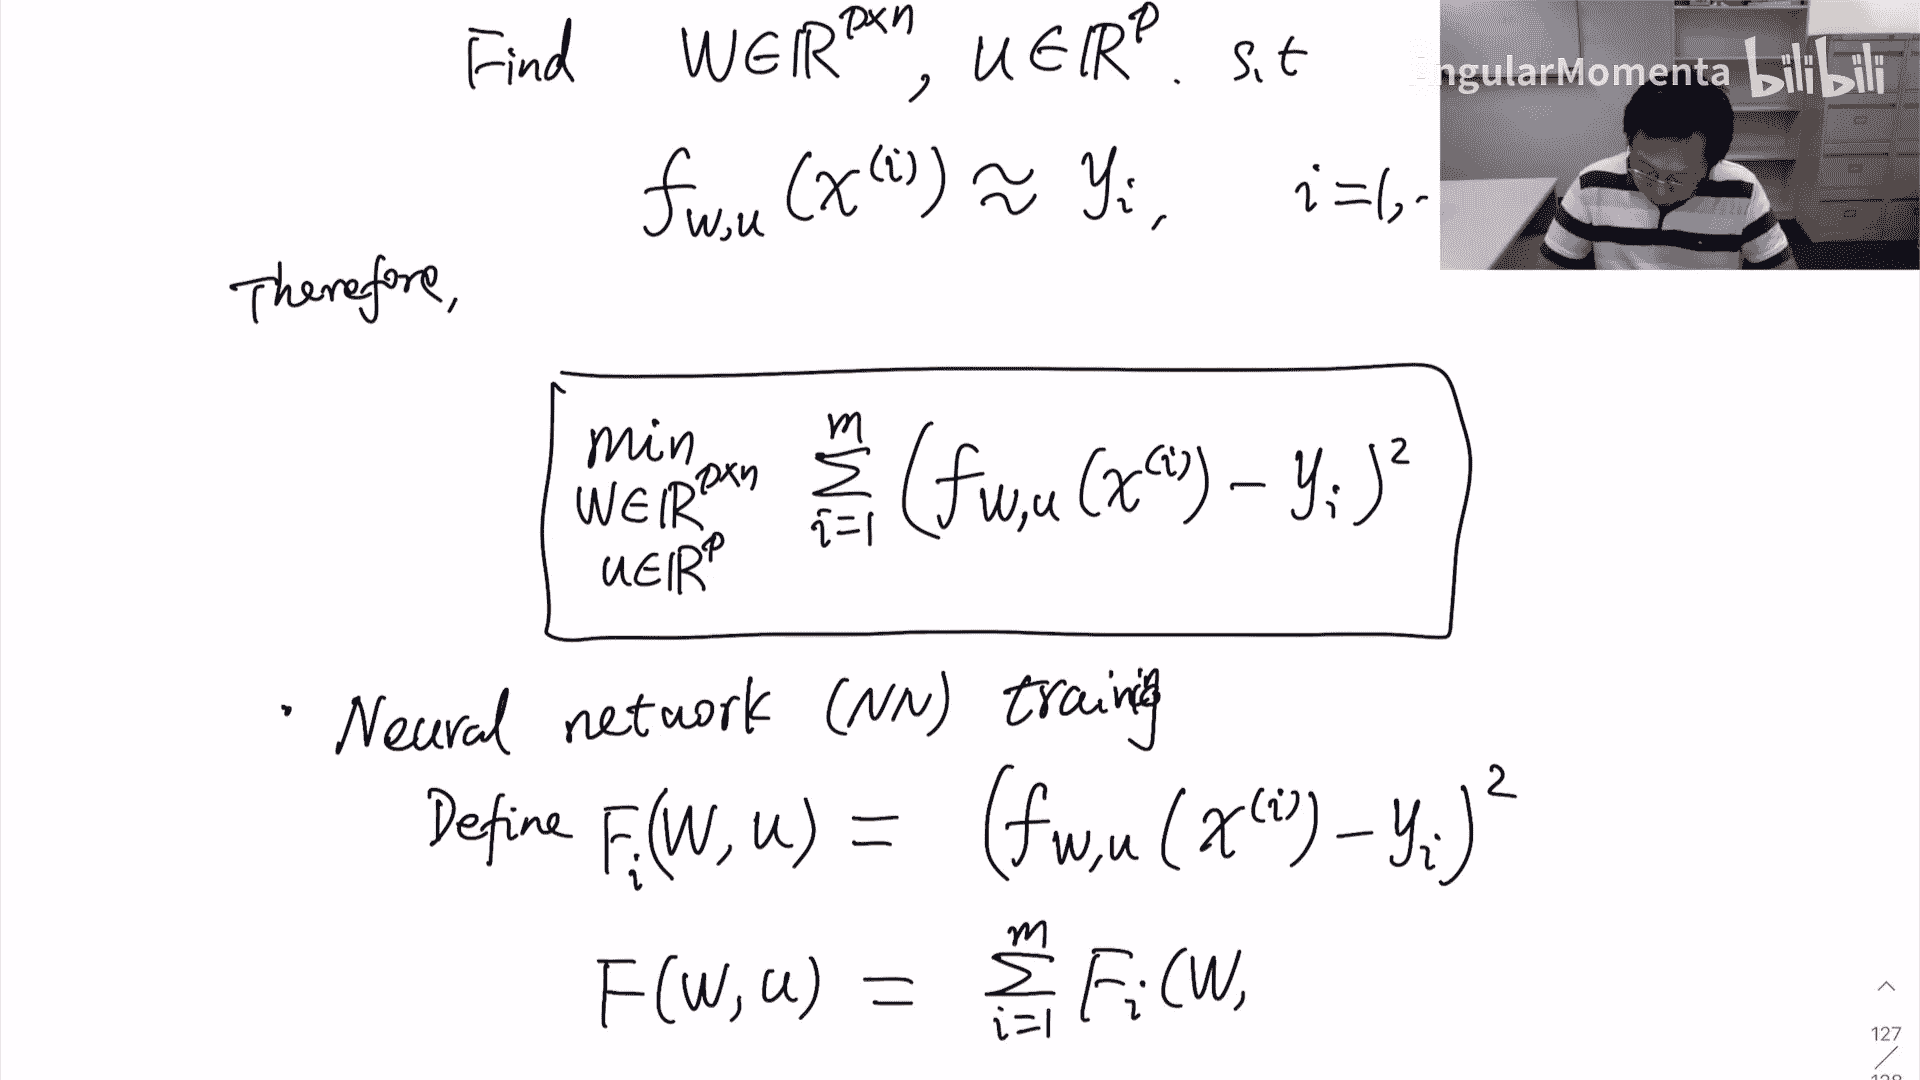 Find W∈ℝ^{p×n}, u∈ℝ^p. s.t
f_{W,u}(x^{(i)}) ≈ y_i, i=1,-
ngularMomenta bilibili
Therefore,
min_{W∈ℝ^{p×n} u∈ℝ^p} ∑_{i=1}^{m} (f_{W,u}(x^{(i)}) - y_i)^2
· Neural network (NN) training
Define F_i(W, u) = (f_{W,u}(x^{(i)}) - y_i)^2
F(W, u) = ∑_{i=1}^{m} F_i(W,
127
/